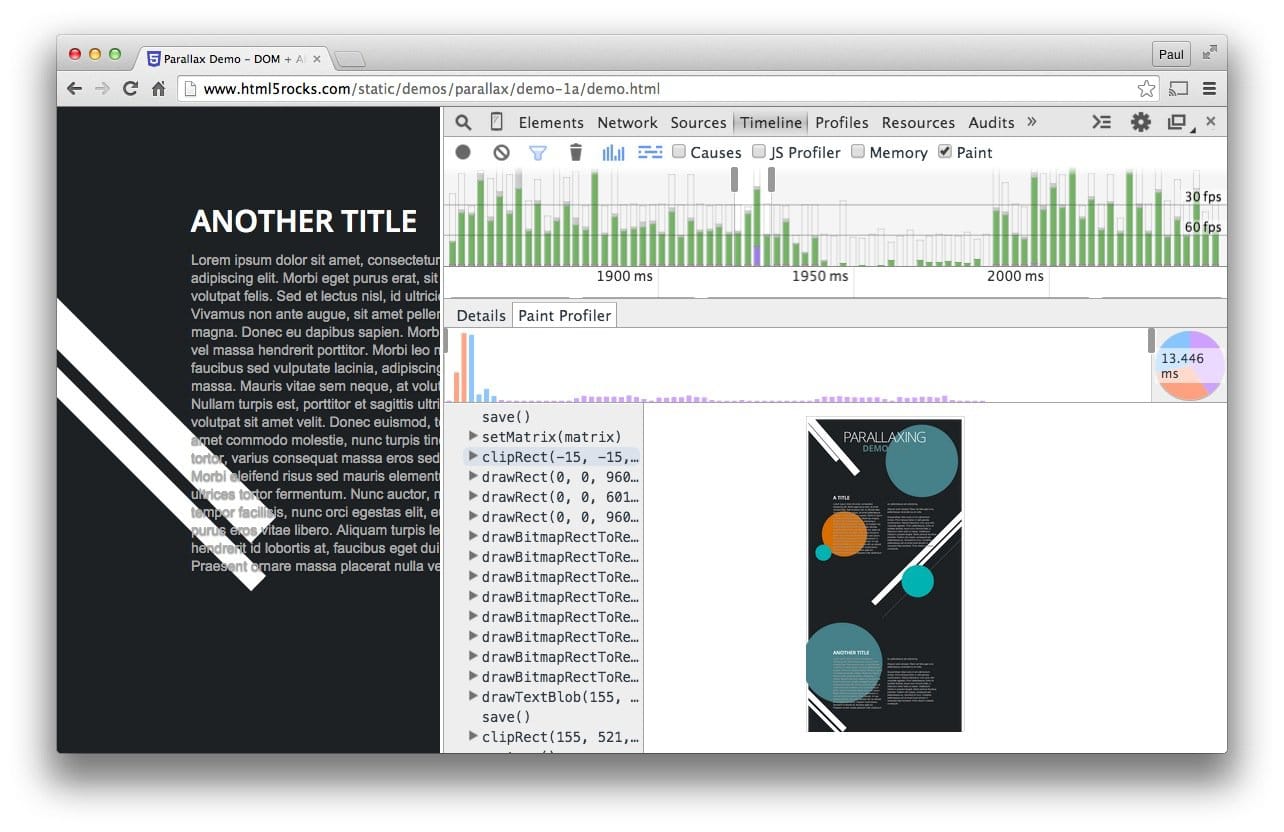 Parallax Demo - DOM +
Paul
www.html5rocks.com/static/demos/parallax/demo-1a/demo.html
Elements Network Sources Timeline Profiles Resources Audits »
Causes JS Profiler Memory Paint
30 fps
60 fps
1900 ms 1950 ms 2000 ms
Details Paint Profiler
13.446
ms
ANOTHER TITLE
Lorem ipsum dolor sit amet, consectetur
adipiscing elit. Morbi eget purus erat, sit
volutpat felis. Sed et lectus nisl, id ultricie
Vivamus non ante augue, sit amet peller
magna. Donec eu dapibus sapien. Morb
vel massa hendrerit porttitor. Morbi leo n
faucibus sed vulputate lacinia, adipiscing
massa. Mauris vitae sem neque, at volut
Nullam turpis est, porttitor et sagittis ultri
volutpat sit amet velit. Donec euismod, t
amet commodo molestie, nunc turpis tin
tortor, varius consequat massa eros sed
Morbi eleifend risus sed mauris element
ultrices tortor fermentum. Nunc auctor, n
tempor facilisis, nunc orci egestas elit, e
purus eros vitae libero. Aliquam turpis le
hendrerit id lobortis at, faucibus eget dui
Praesent ornare massa placerat nulla ve
save()
setMatrix(matrix)
clipRect(-15, -15,…
drawRect(0, 0, 960…
drawRect(0, 0, 601…
drawRect(0, 0, 960…
drawBitmapRectToRe…
drawBitmapRectToRe…
drawBitmapRectToRe…
drawBitmapRectToRe…
drawBitmapRectToRe…
drawBitmapRectToRe…
drawBitmapRectToRe…
drawBitmapRectToRe…
drawTextBlob(155, …
save()
clipRect(155, 521,…
PARALLAXING
DEMO
A TITLE
ANOTHER TITLE